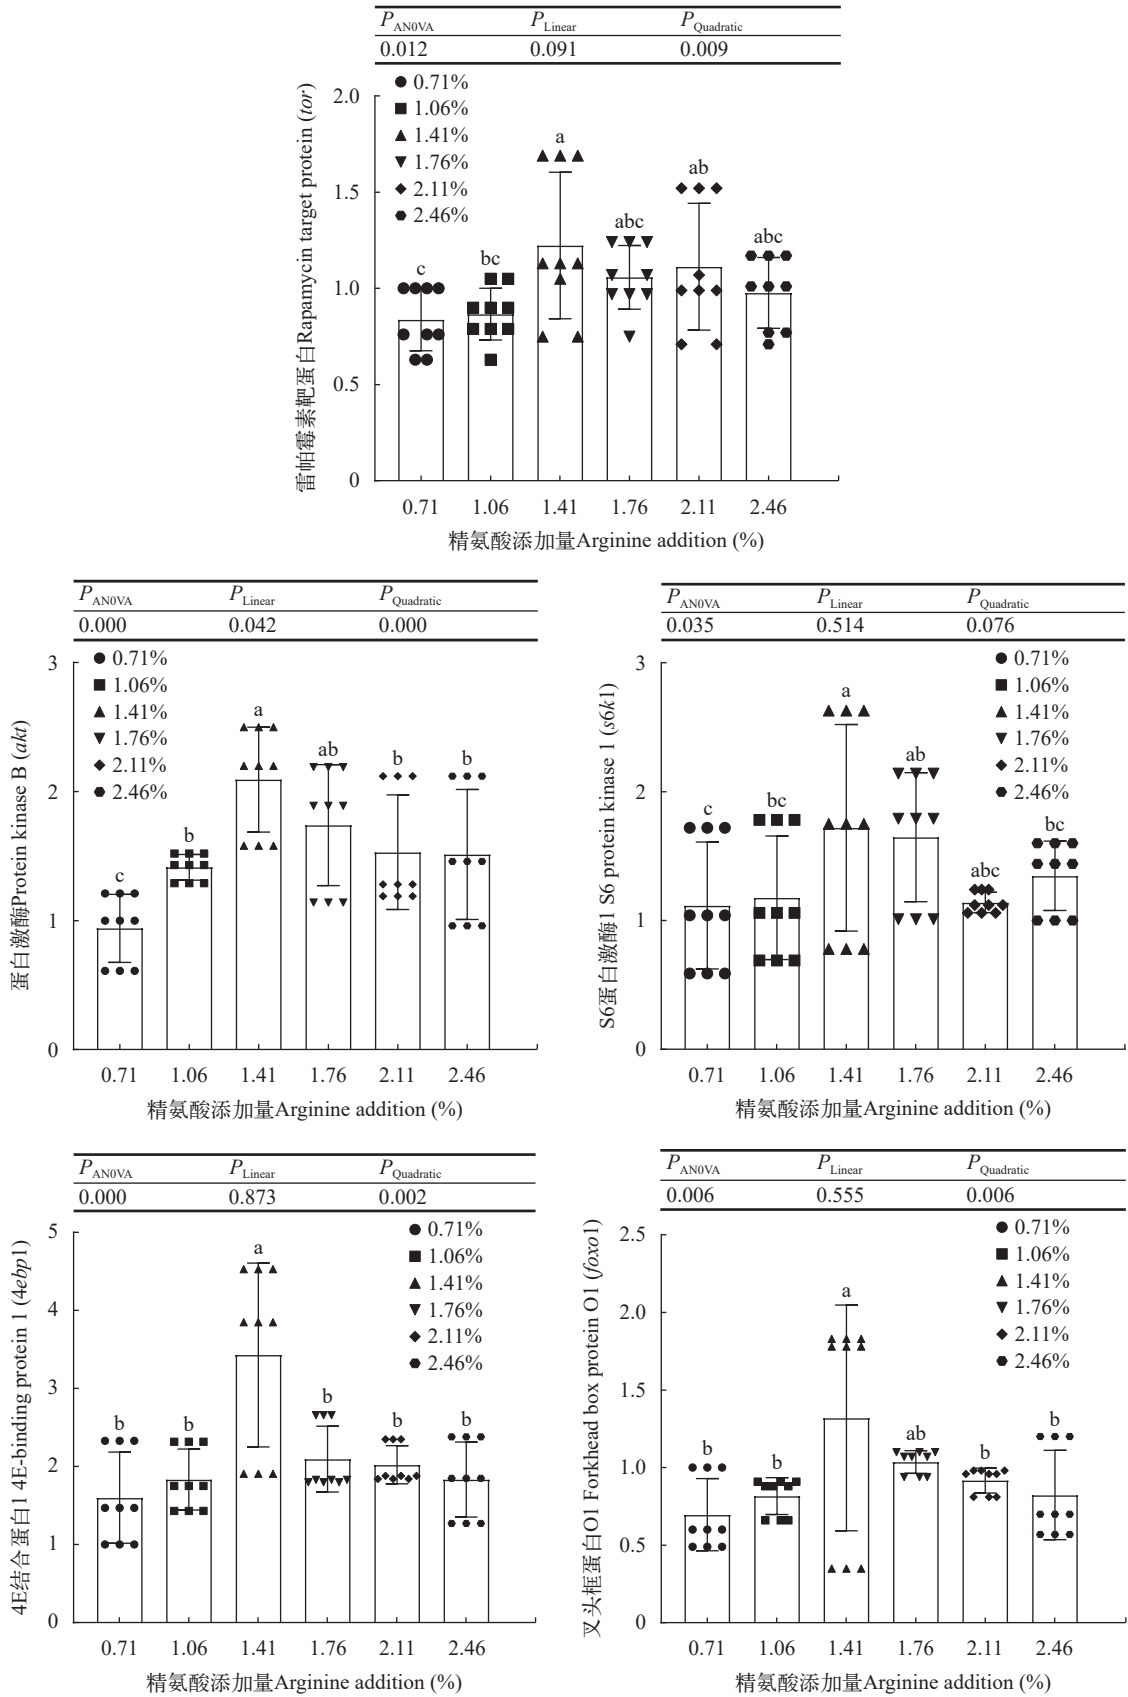 P_ANOVA P_Linear P_Quadratic
0.012 0.091 0.009
0.71%
1.06%
1.41%
1.76%
2.11%
2.46%
雷帕霉素靶蛋白Rapamycin target protein (tor)
2.0
1.5
1.0
0.5
0
c bc a abc ab abc
0.71 1.06 1.41 1.76 2.11 2.46
精氨酸添加量Arginine addition (%)
P_AN0VA P_Linear P_Quadratic
0.000 0.042 0.000
0.71%
1.06%
1.41%
1.76%
2.11%
2.46%
蛋白激酶Protein kinase B (akt)
3
2
1
0
c b a ab b b
0.71 1.06 1.41 1.76 2.11 2.46
精氨酸添加量Arginine addition (%)
P_AN0VA P_Linear P_Quadratic
0.035 0.514 0.076
0.71%
1.06%
1.41%
1.76%
2.11%
2.46%
S6蛋白激酶1 S6 protein kinase 1 (s6k1)
3
2
1
0
c bc a ab abc bc
0.71 1.06 1.41 1.76 2.11 2.46
精氨酸添加量Arginine addition (%)
P_AN0VA P_Linear P_Quadratic
0.000 0.873 0.002
0.71%
1.06%
1.41%
1.76%
2.11%
2.46%
4E结合蛋白1 4E-binding protein 1 (4ebp1)
5
4
3
2
1
0
b b a b b b
0.71 1.06 1.41 1.76 2.11 2.46
精氨酸添加量Arginine addition (%)
P_AN0VA P_Linear P_Quadratic
0.006 0.555 0.006
0.71%
1.06%
1.41%
1.76%
2.11%
2.46%
叉头框蛋白O1 Forkhead box protein O1 (foxo1)
2.5
2.0
1.5
1.0
0.5
0
b b a ab b b
0.71 1.06 1.41 1.76 2.11 2.46
精氨酸添加量Arginine addition (%)